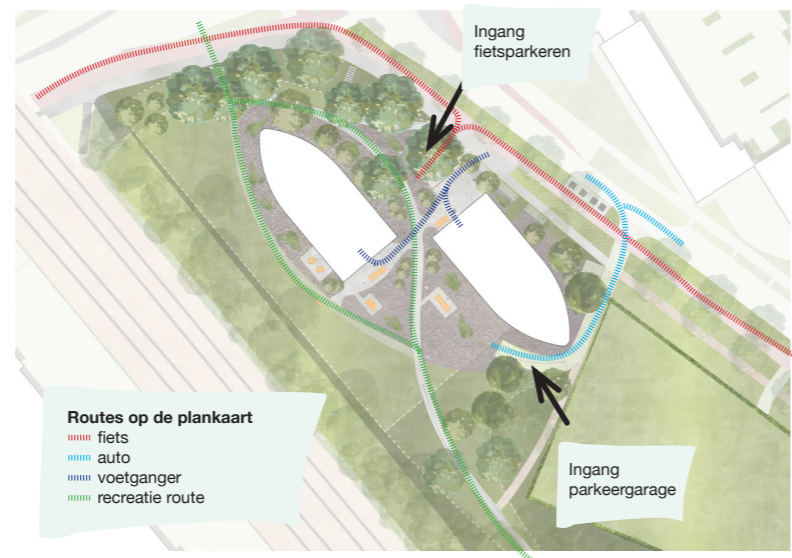 Ingang
fietsparkeren
Routes op de plankaart
fiets
auto
voetganger
recreatie route
Ingang
parkeergarage